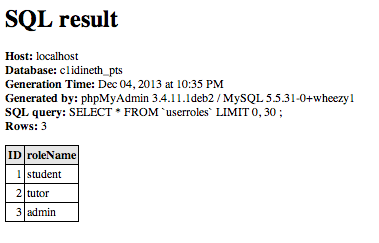 SQL result
Host: localhost
Database: c1idineth_pts
Generation Time: Dec 04, 2013 at 10:35 PM
Generated by: phpMyAdmin 3.4.11.1deb2 / MySQL 5.5.31-0+wheezy1
SQL query: SELECT * FROM `userroles` LIMIT 0, 30 ;
Rows: 3
ID roleName
1 student
2 tutor
3 admin